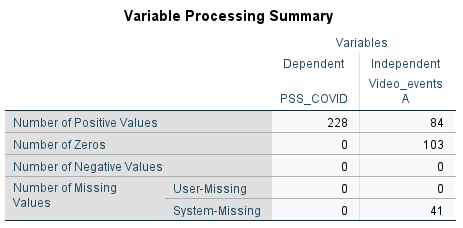 Variable Processing Summary
Variables
Dependent Independent
PSS_COVID Video_events
A
Number of Positive Values 228 84
Number of Zeros 0 103
Number of Negative Values 0 0
Number of Missing Values User-Missing 0 0
System-Missing 0 41